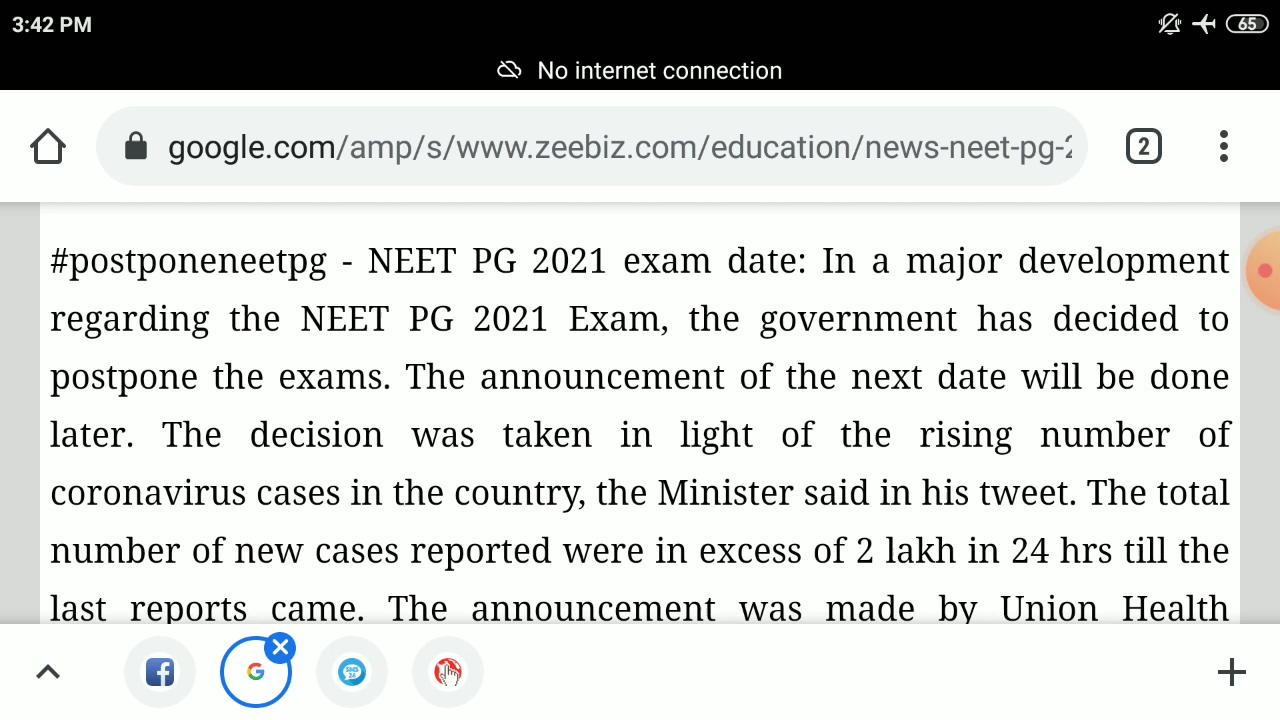 3:42 PM
65
No internet connection
google.com/amp/s/www.zeebiz.com/education/news-neet-pg-2
2
#postponeneetpg - NEET PG 2021 exam date: In a major development
regarding the NEET PG 2021 Exam, the government has decided to
postpone the exams. The announcement of the next date will be done
later. The decision was taken in light of the rising number of
coronavirus cases in the country, the Minister said in his tweet. The total
number of new cases reported were in excess of 2 lakh in 24 hrs till the
last reports came. The announcement was made by Union Health